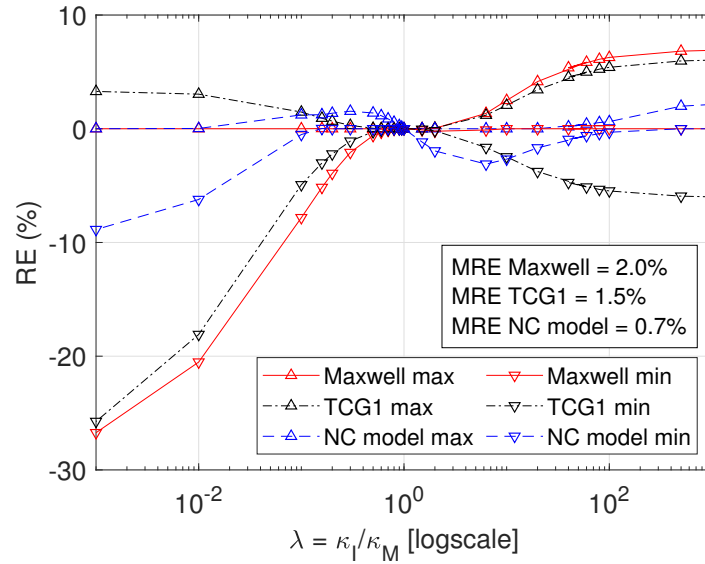 10
0
-10
-20
-30
RE (%)
MRE Maxwell = 2.0%
MRE TCG1 = 1.5%
MRE NC model = 0.7%
Maxwell max
Maxwell min
TCG1 max
TCG1 min
NC model max
NC model min
10^-2
10^0
10^2
λ = κ_I/κ_M [logscale]